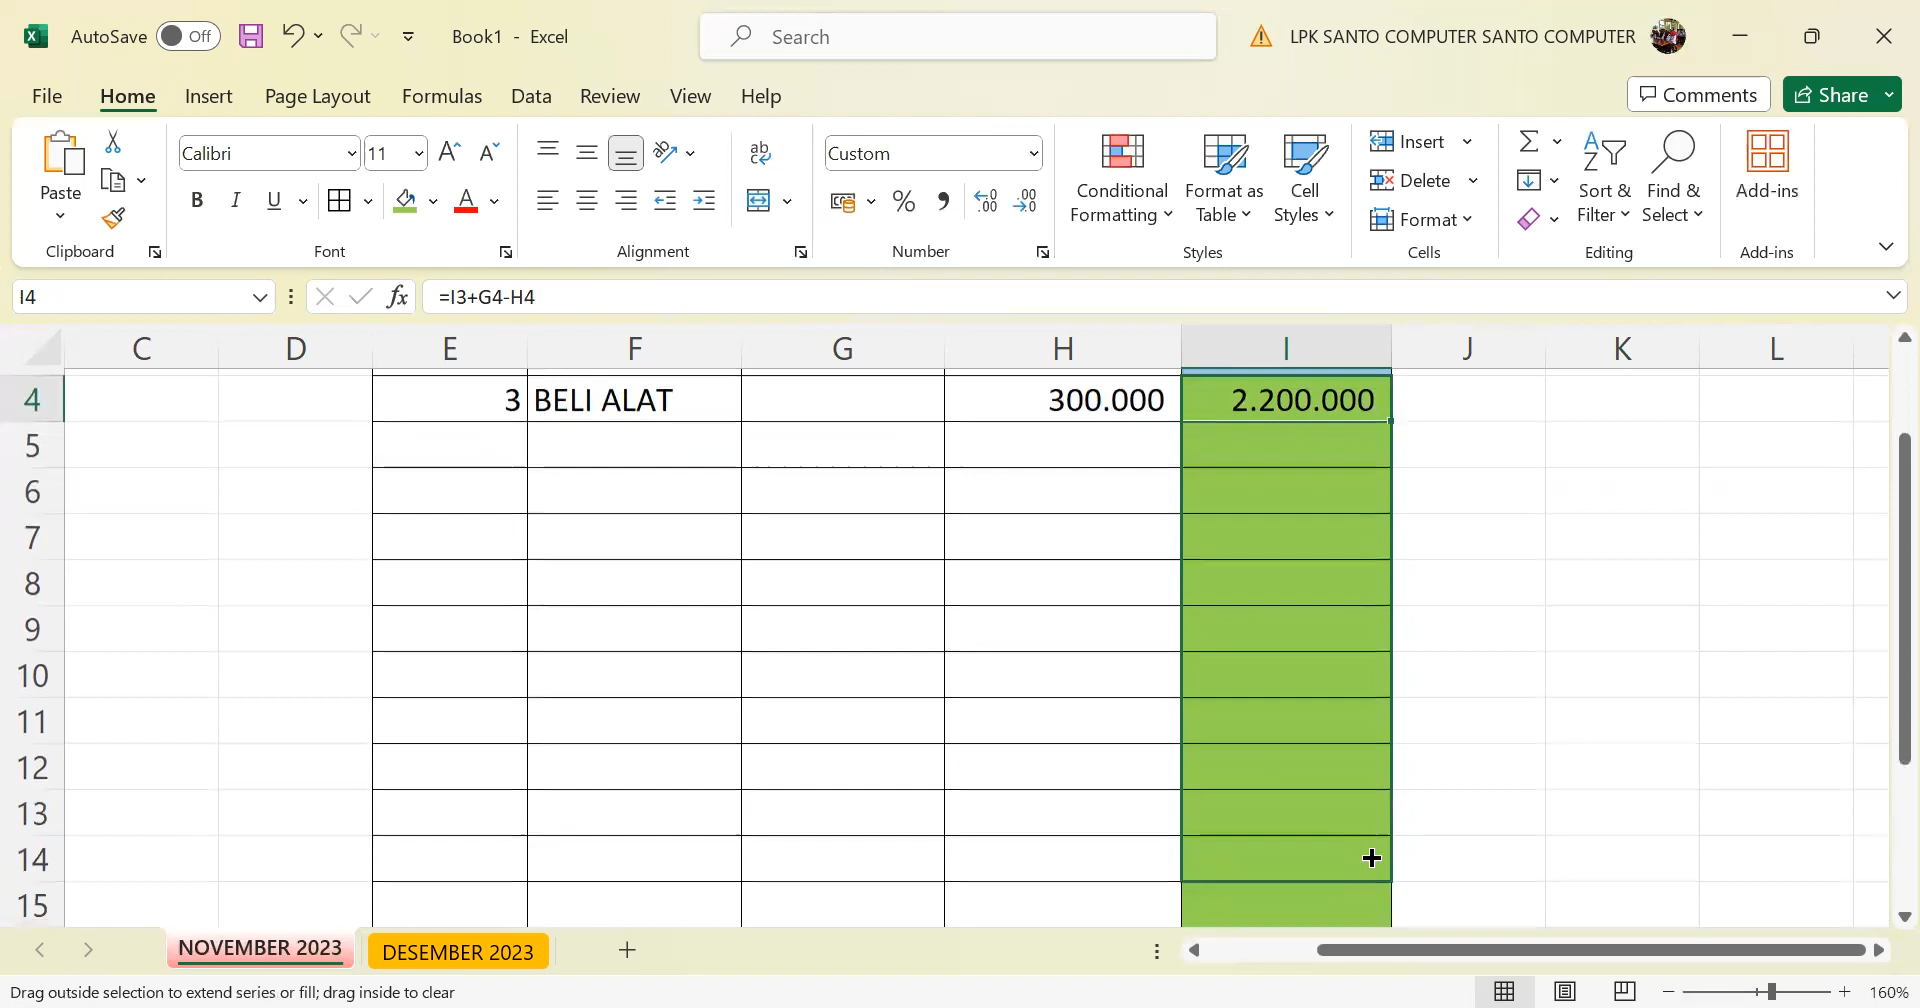 AutoSave Off Book1 - Excel Search LPK SANTO COMPUTER SANTO COMPUTER
File Home Insert Page Layout Formulas Data Review View Help Comments Share
Paste
Clipboard
Calibri 11
B I U A
Font
ab
Alignment
Custom
% 
Number
Conditional Formatting
Format as Table
Cell Styles
Styles
Insert
Delete
Format
Cells
Sort & Filter
Find & Select
Editing
Add-ins
Add-ins
I4 fx =I3+G4-H4
C D E F G H I J K L
4 3 BELI ALAT 300.000 2.200.000
5
6
7
8
9
10
11
12
13
14
15
NOVEMBER 2023 DESEMBER 2023
Drag outside selection to extend series or fill; drag inside to clear 160%